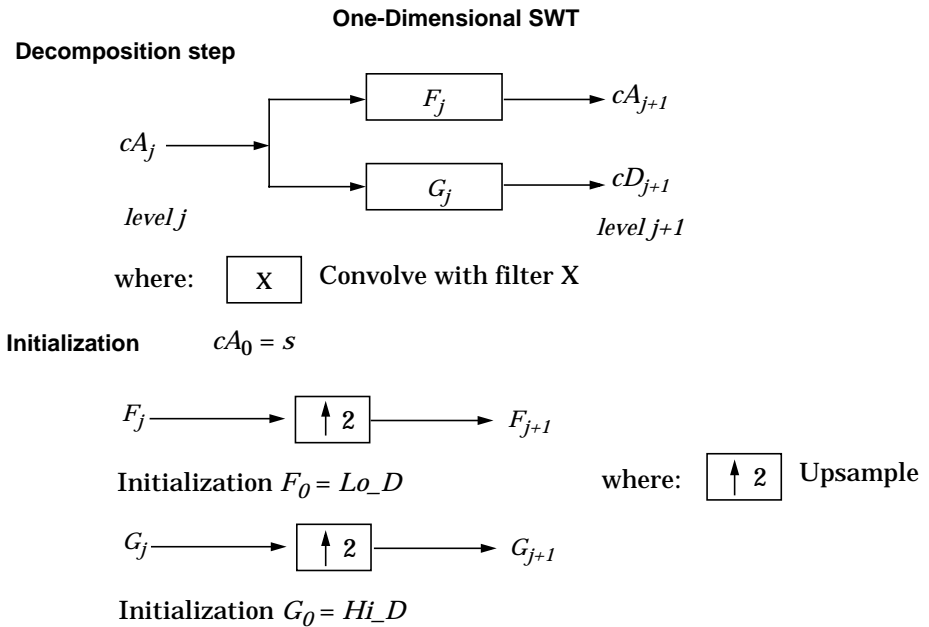 One-Dimensional SWT
Decomposition step
F_j
cA_{j+1}
cA_j
G_j
cD_{j+1}
level j
level j+1
where: X Convolve with filter X
Initialization cA_0 = s
F_j ↑ 2 F_{j+1}
Initialization F_0 = Lo_D
where: ↑ 2 Upsample
G_j ↑ 2 G_{j+1}
Initialization G_0 = Hi_D